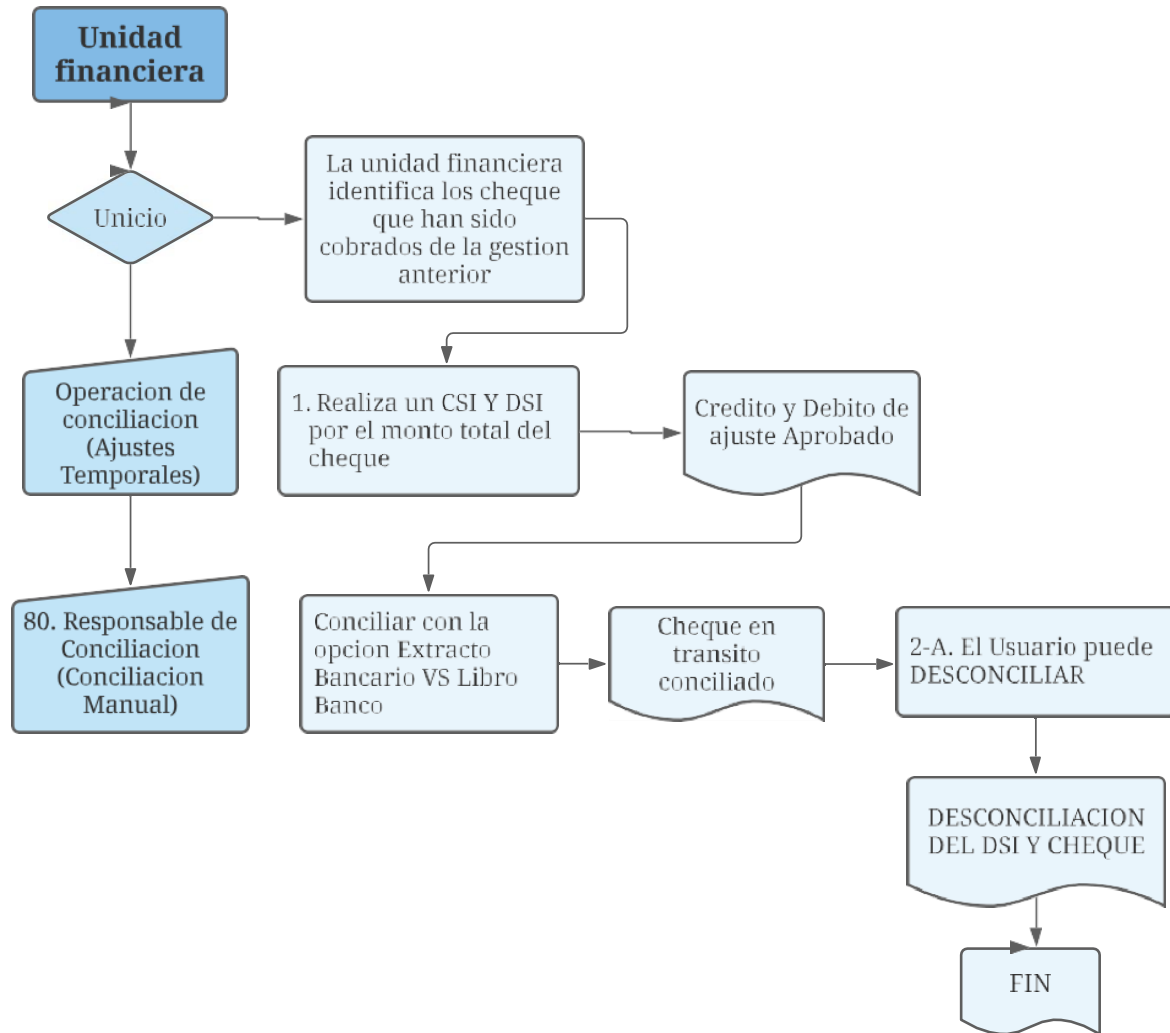 Unidad
financiera
Unicio
La unidad financiera
identifica los cheque
que han sido
cobrados de la gestion
anterior
Operacion de
conciliacion
(Ajustes
Temporales)
1. Realiza un CSI Y DSI
por el monto total del
cheque
Credito y Debito de
ajuste Aprobado
80. Responsable de
Conciliacion
(Conciliacion
Manual)
Conciliar con la
opcion Extracto
Bancario VS Libro
Banco
Cheque en
transito
conciliado
2-A. El Usuario puede
DESCONCILIAR
DESCONCILIACION
DEL DSI Y CHEQUE
FIN